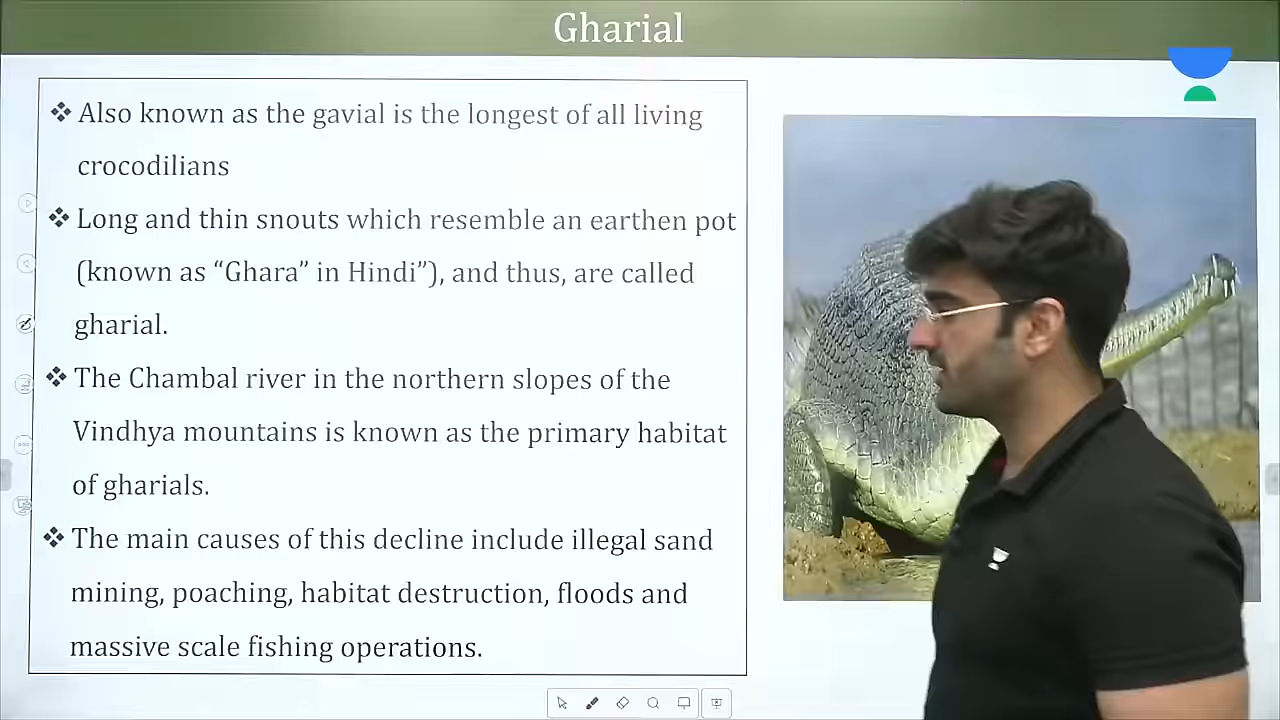 Gharial
❖ Also known as the gavial is the longest of all living
crocodilians
❖ Long and thin snouts which resemble an earthen pot
(known as “Ghara” in Hindi”), and thus, are called
gharial.
❖ The Chambal river in the northern slopes of the
Vindhya mountains is known as the primary habitat
of gharials.
❖ The main causes of this decline include illegal sand
mining, poaching, habitat destruction, floods and
massive scale fishing operations.